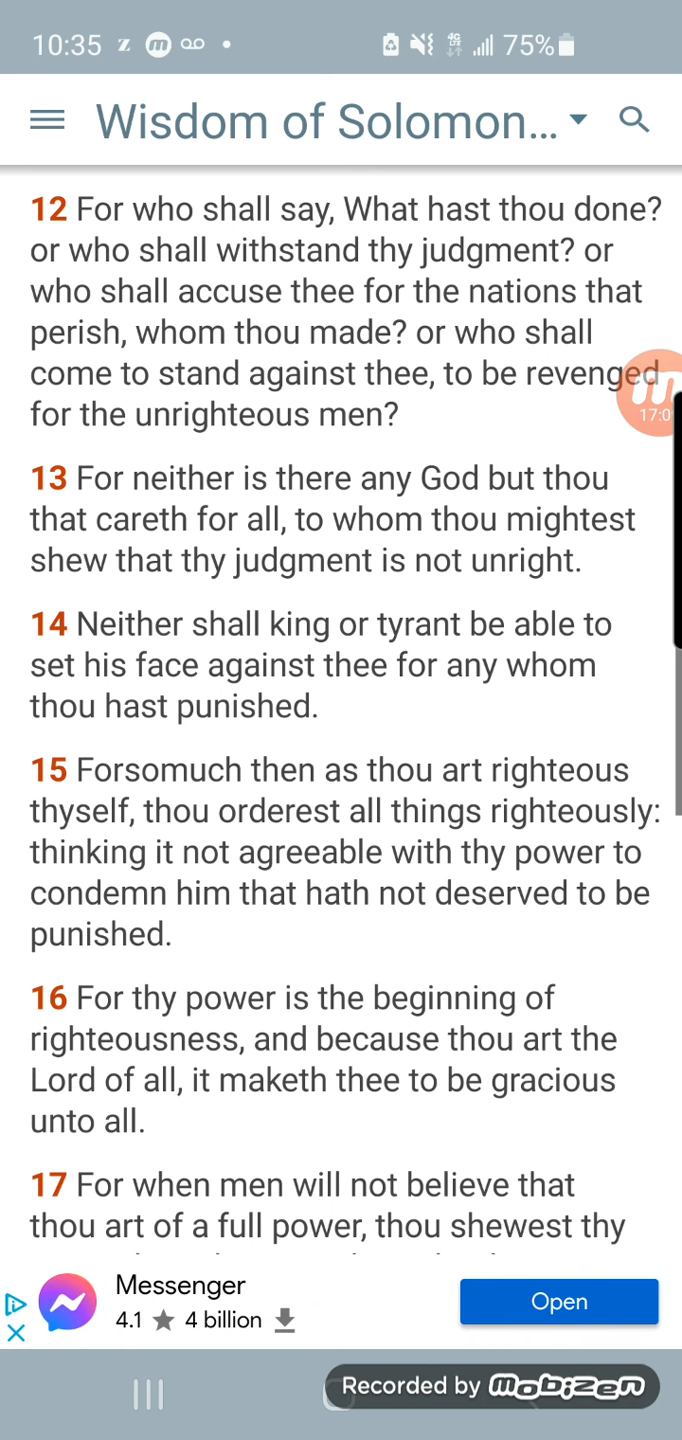 10:35 z m 4G LTE 75%
Wisdom of Solomon...
12 For who shall say, What hast thou done?
or who shall withstand thy judgment? or
who shall accuse thee for the nations that
perish, whom thou made? or who shall
come to stand against thee, to be revenged
for the unrighteous men?
17:0
13 For neither is there any God but thou
that careth for all, to whom thou mightest
shew that thy judgment is not unright.
14 Neither shall king or tyrant be able to
set his face against thee for any whom
thou hast punished.
15 Forsomuch then as thou art righteous
thyself, thou orderest all things righteously:
thinking it not agreeable with thy power to
condemn him that hath not deserved to be
punished.
16 For thy power is the beginning of
righteousness, and because thou art the
Lord of all, it maketh thee to be gracious
unto all.
17 For when men will not believe that
thou art of a full power, thou shewest thy
Messenger
4.1 ★ 4 billion
Open
Recorded by mobizen